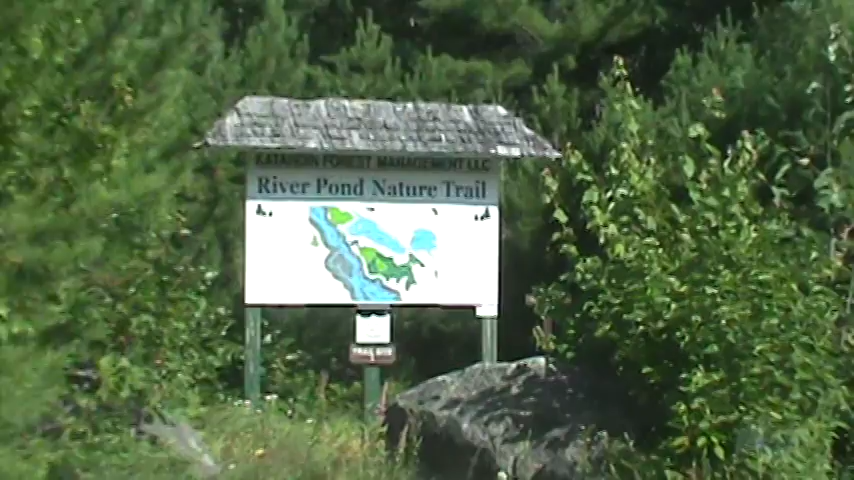 KATAHDIN FOREST MANAGEMENT LLC
River Pond Nature Trail